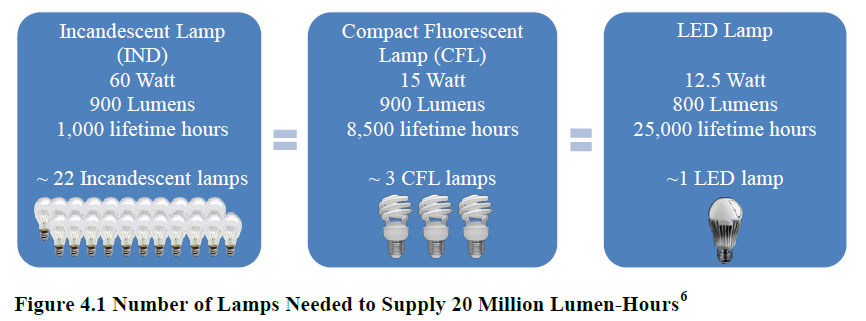 Incandescent Lamp
(IND)
60 Watt
900 Lumens
1,000 lifetime hours
~ 22 Incandescent lamps
=
Compact Fluorescent
Lamp (CFL)
15 Watt
900 Lumens
8,500 lifetime hours
~ 3 CFL lamps
=
LED Lamp
12.5 Watt
800 Lumens
25,000 lifetime hours
~1 LED lamp
Figure 4.1 Number of Lamps Needed to Supply 20 Million Lumen-Hours⁶